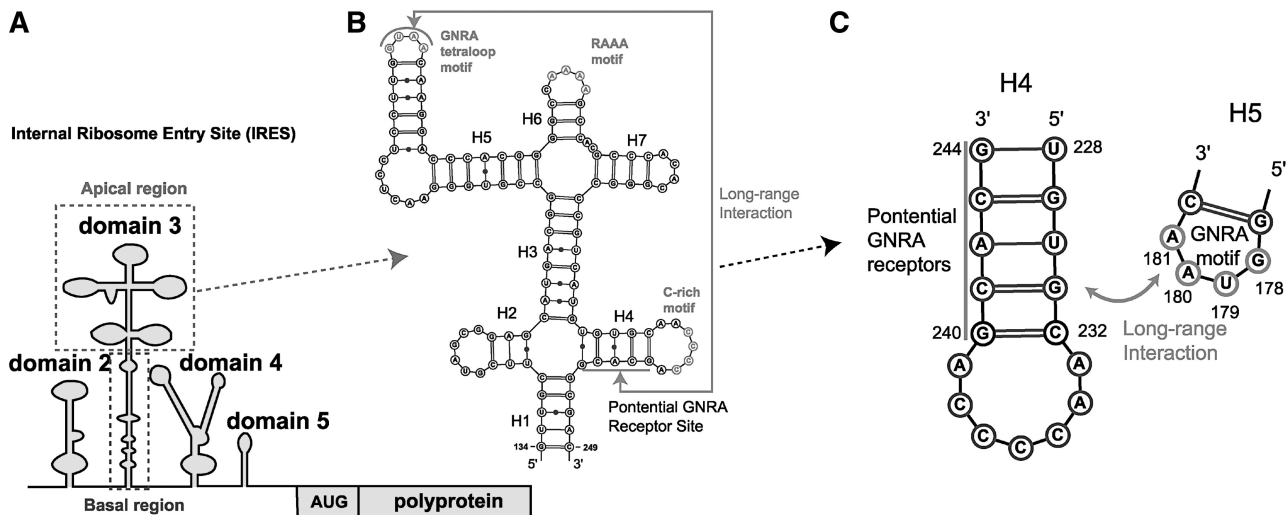 A
Internal Ribosome Entry Site (IRES)
Apical region
domain 3
domain 2
domain 4
domain 5
Basal region
AUG
polyprotein
B
GNRA
tetraloop
motif
RAAA
motif
H6
H5
H7
Long-range
Interaction
H3
C-rich
motif
H2
H4
Pontential GNRA
Receptor Site
H1
134
249
5'
3'
C
H4
3'
5'
244
G
U
228
C
G
A
U
C
G
240
G
C
232
A
A
C
A
C
C
C
Pontential
GNRA
receptors
H5
3'
5'
C
G
A
GNRA
motif
G
181
A
U
178
180
179
Long-range
Interaction